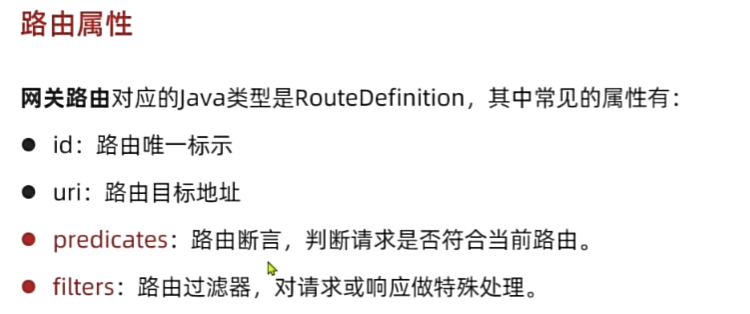 路由属性
网关路由对应的Java类型是RouteDefinition，其中常见的属性有：
● id：路由唯一标示
● uri：路由目标地址
● predicates：路由断言，判断请求是否符合当前路由。
● filters：路由过滤器，对请求或响应做特殊处理。